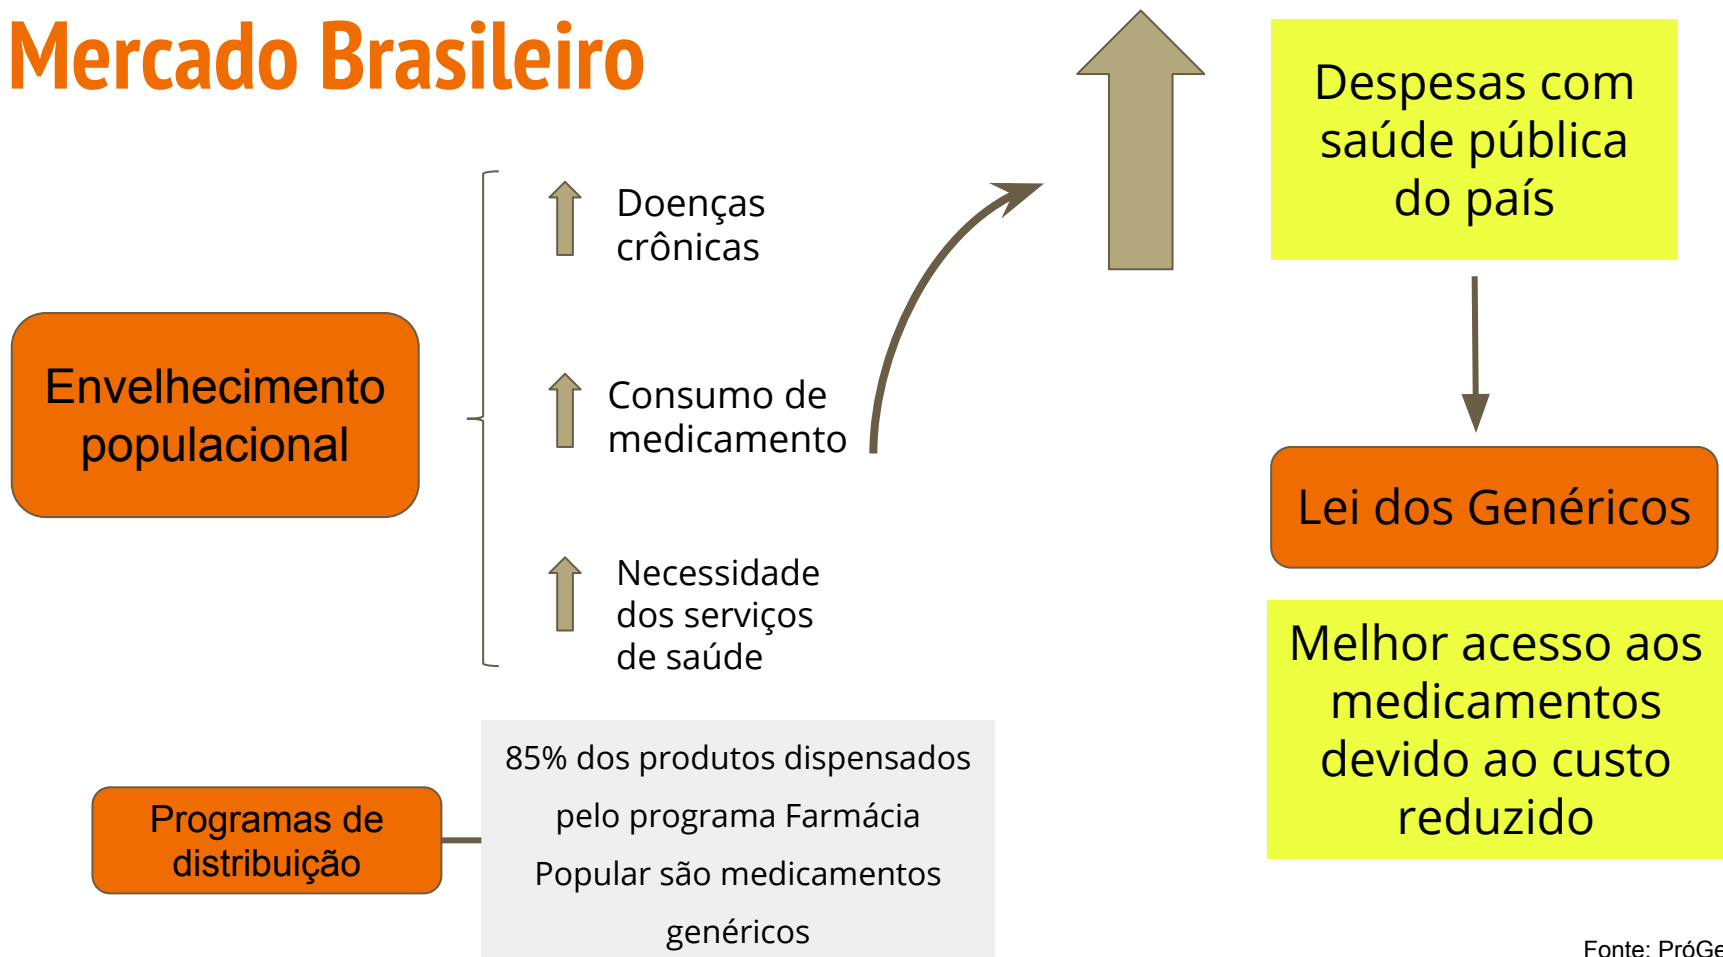 Mercado Brasileiro
Despesas com
saúde pública
do país
Doenças
crônicas
Envelhecimento
populacional
Consumo de
medicamento
Lei dos Genéricos
Necessidade
dos serviços
de saúde
Melhor acesso aos
medicamentos
devido ao custo
reduzido
Programas de
distribuição
85% dos produtos dispensados
pelo programa Farmácia
Popular são medicamentos
genéricos
Fonte: PróGe